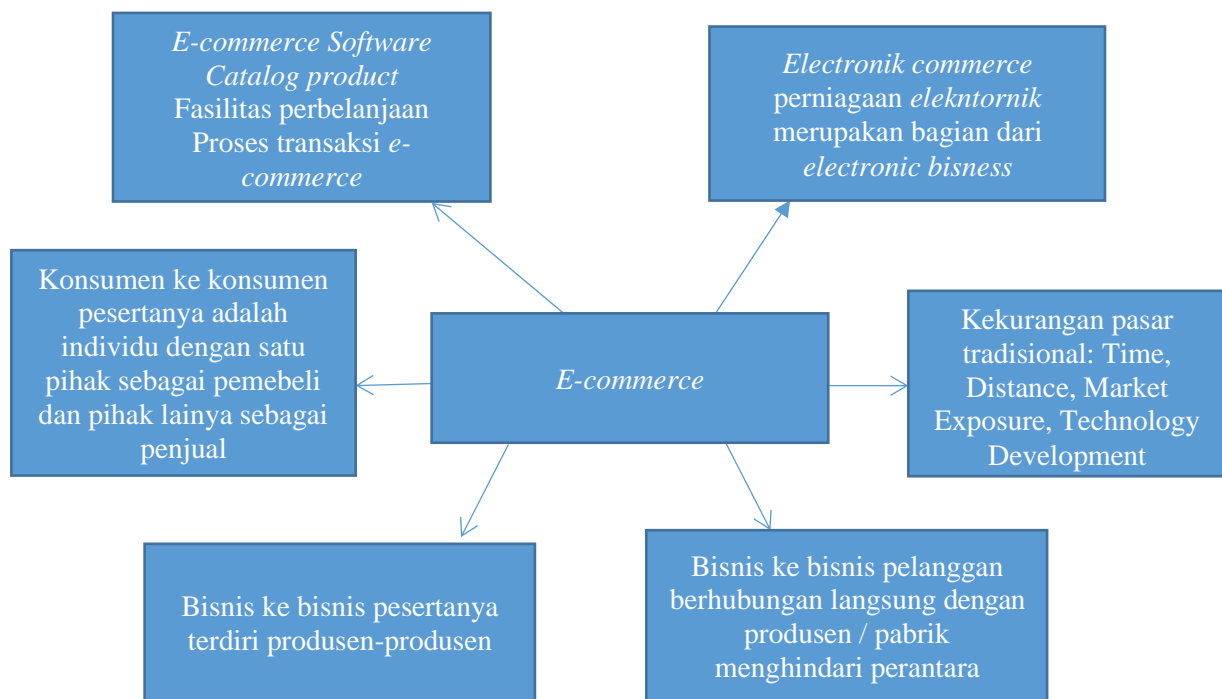 E-commerce Software
Catalog product
Fasilitas perbelanjaan
Proses transaksi e-
commerce
Electronik commerce
perniagaan elekntornik
merupakan bagian dari
electronic bisness
Konsumen ke konsumen
pesertanya adalah
individu dengan satu
pihak sebagai pemebeli
dan pihak lainya sebagai
penjual
E-commerce
Kekurangan pasar
tradisional: Time,
Distance, Market
Exposure, Technology
Development
Bisnis ke bisnis pesertanya
terdiri produsen-produsen
Bisnis ke bisnis pelanggan
berhubungan langsung dengan
produsen / pabrik
menghindari perantara